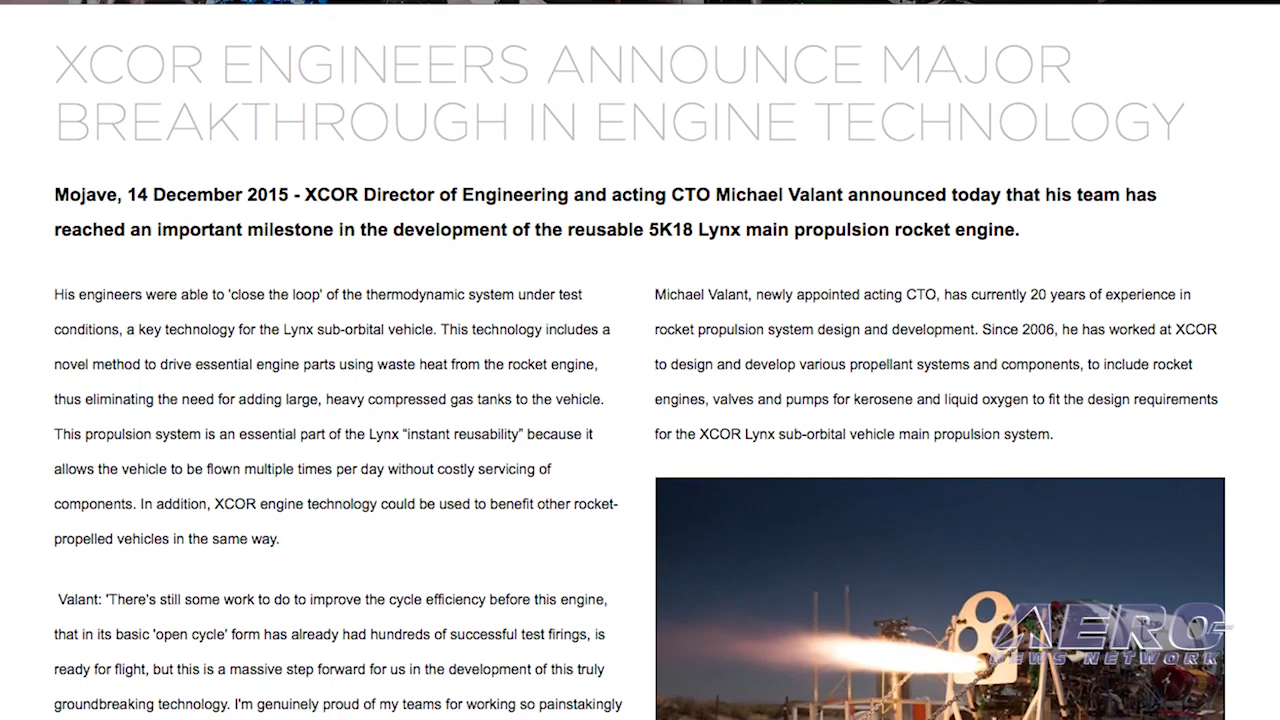 XCOR ENGINEERS ANNOUNCE MAJOR
BREAKTHROUGH IN ENGINE TECHNOLOGY
Mojave, 14 December 2015 - XCOR Director of Engineering and acting CTO Michael Valant announced today that his team has
reached an important milestone in the development of the reusable 5K18 Lynx main propulsion rocket engine.
His engineers were able to 'close the loop' of the thermodynamic system under test
conditions, a key technology for the Lynx sub-orbital vehicle. This technology includes a
novel method to drive essential engine parts using waste heat from the rocket engine,
thus eliminating the need for adding large, heavy compressed gas tanks to the vehicle.
This propulsion system is an essential part of the Lynx “instant reusability” because it
allows the vehicle to be flown multiple times per day without costly servicing of
components. In addition, XCOR engine technology could be used to benefit other rocket-
propelled vehicles in the same way.
Valant: 'There's still some work to do to improve the cycle efficiency before this engine,
that in its basic 'open cycle' form has already had hundreds of successful test firings, is
ready for flight, but this is a massive step forward for us in the development of this truly
groundbreaking technology. I'm genuinely proud of my teams for working so painstakingly
Michael Valant, newly appointed acting CTO, has currently 20 years of experience in
rocket propulsion system design and development. Since 2006, he has worked at XCOR
to design and develop various propellant systems and components, to include rocket
engines, valves and pumps for kerosene and liquid oxygen to fit the design requirements
for the XCOR Lynx sub-orbital vehicle main propulsion system.
AERO
NEWS NETWORK